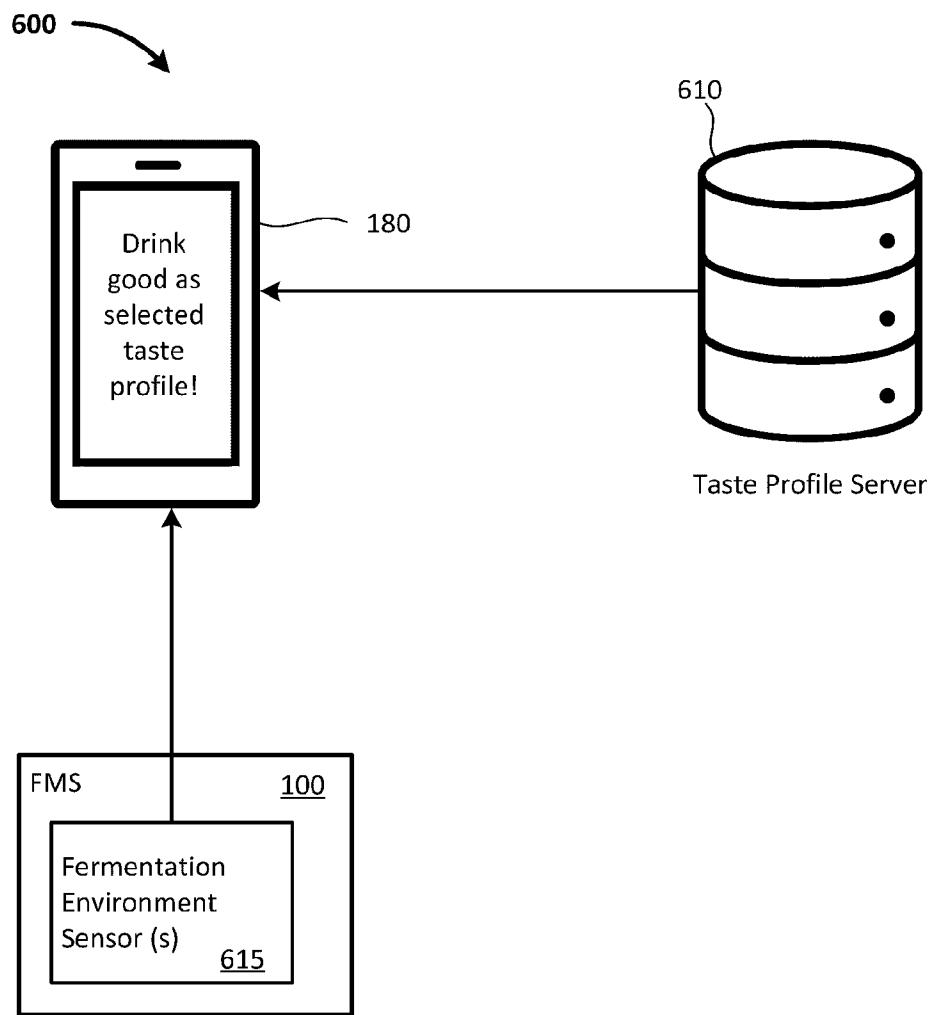 600
610
180
Drink
good as
selected
taste
profile!
Taste Profile Server
FMS
100
Fermentation
Environment
Sensor (s)
615